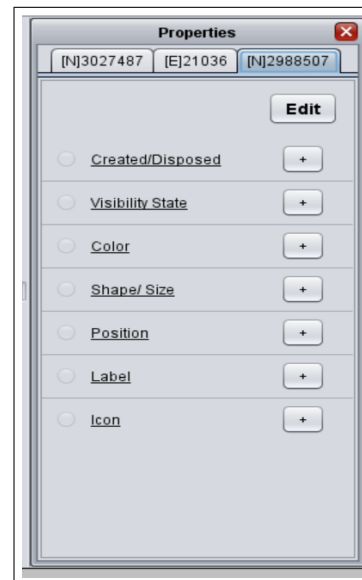 Properties
[N]3027487 [E]21036 [N]2988507
Edit
Created/Disposed +
Visibility State +
Color +
Shape/ Size +
Position +
Label +
Icon +